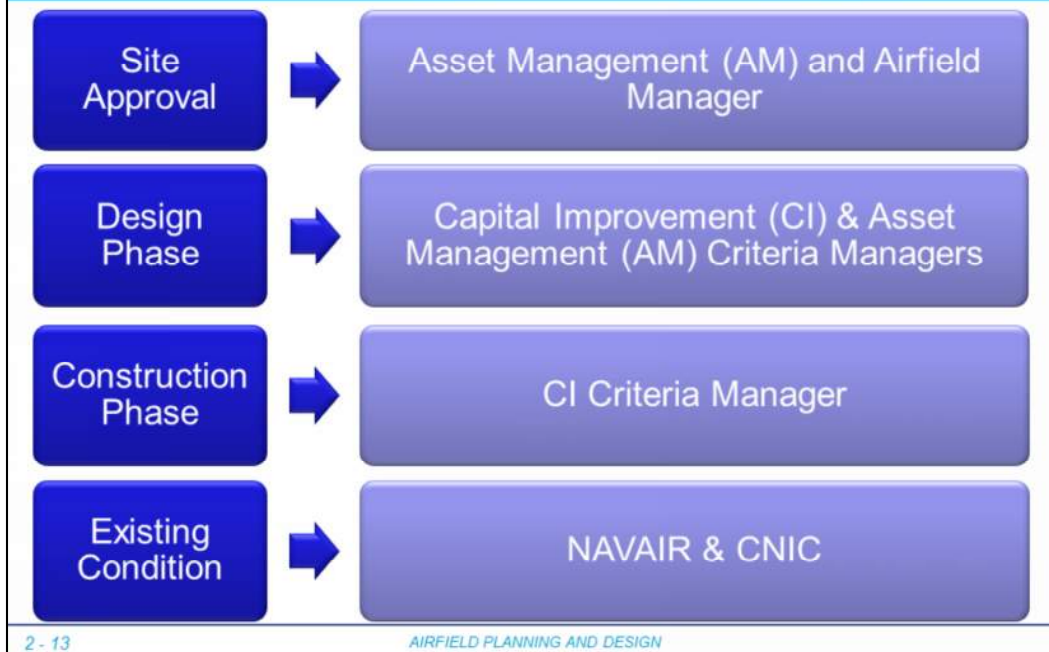 Site
Approval
Asset Management (AM) and Airfield
Manager
Design
Phase
Capital Improvement (CI) & Asset
Management (AM) Criteria Managers
Construction
Phase
CI Criteria Manager
Existing
Condition
NAVAIR & CNIC
2 - 13
AIRFIELD PLANNING AND DESIGN